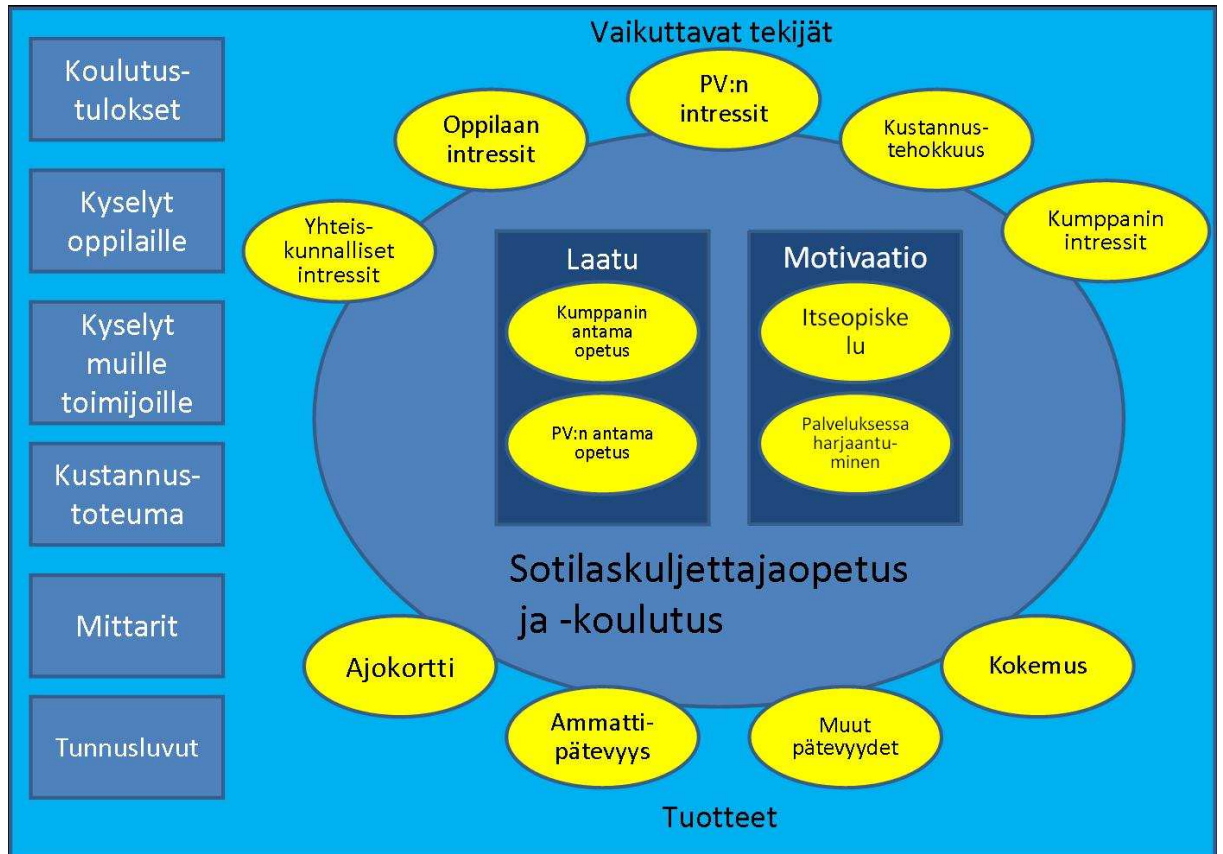 Koulutus-
tulokset
Kyselyt
oppilaille
Kyselyt
muille
toimijoille
Kustannus-
toteuma
Mittarit
Tunnusluvut
Vaikuttavat tekijät
Yhteis-
kunnalliset
intressit
Oppilaan
intressit
PV:n
intressit
Kustannus-
tehokkuus
Kumppanin
intressit
Laatu
Kumppanin
antama
opetus
PV:n antama
opetus
Motivaatio
Itseopiske
lu
Palveluksessa
harjaantu-
minen
Sotilaskuljettajaopetus
ja -koulutus
Ajokortti
Ammatti-
pätevyys
Muut
pätevyydet
Kokemus
Tuotteet